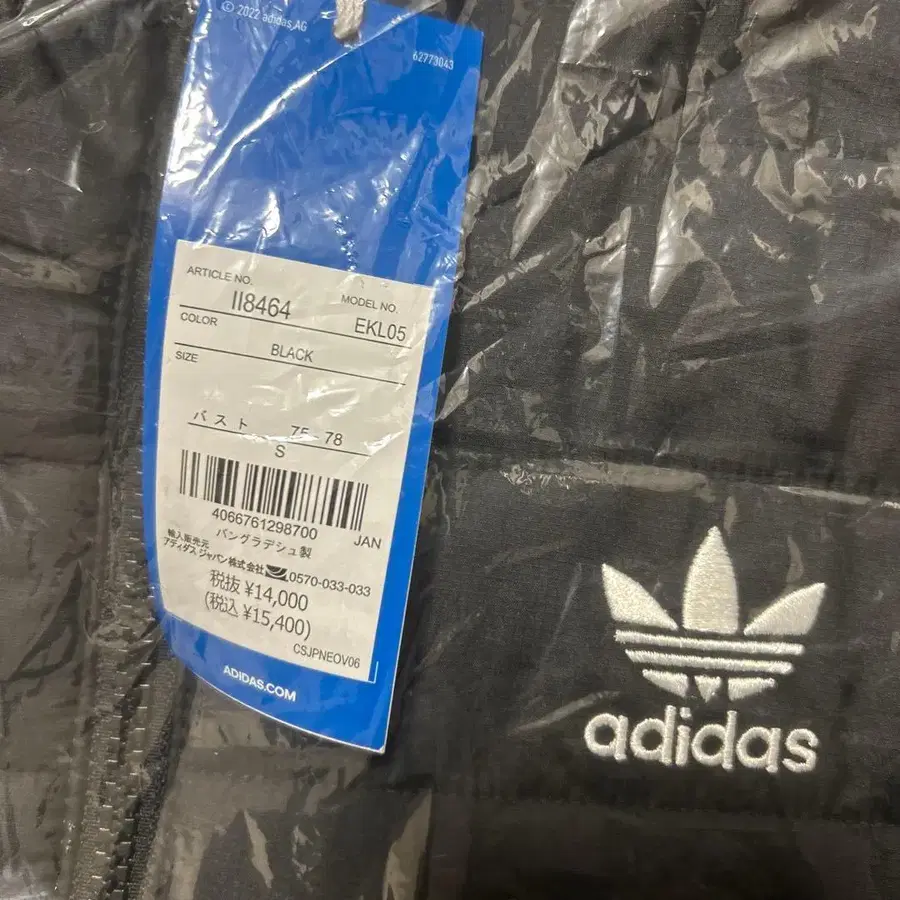 © 2022 adidas AG
62773043
ARTICLE NO.
II8464
MODEL NO.
EKL05
COLOR
BLACK
SIZE
バスト 75 - 78
S
4066761298700
JAN
バングラデシュ製
輸入販売元
アディダス ジャパン株式会社 0570-033-033
税抜 ¥14,000
(税込 ¥15,400)
CSJPNEOV06
ADIDAS.COM
adidas